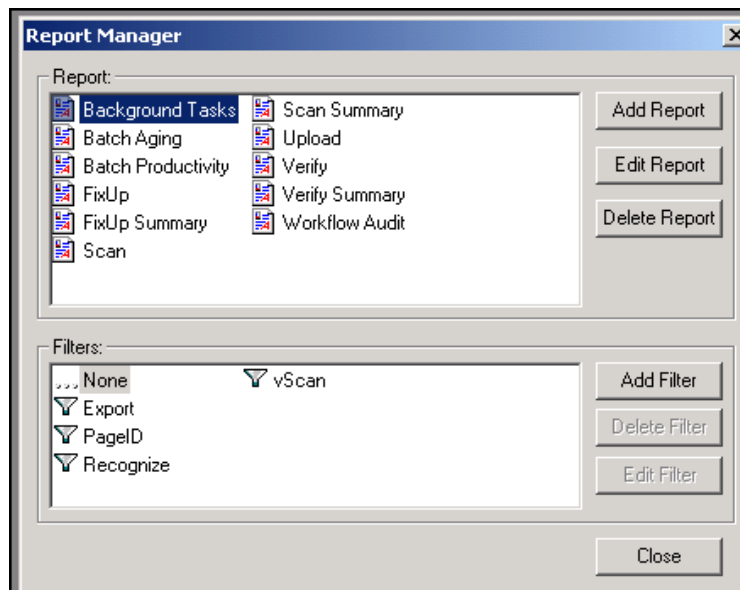 Report Manager
Report:
Background Tasks
Batch Aging
Batch Productivity
FixUp
FixUp Summary
Scan
Scan Summary
Upload
Verify
Verify Summary
Workflow Audit
Add Report
Edit Report
Delete Report
Filters:
... None
Export
PageID
Recognize
vScan
Add Filter
Delete Filter
Edit Filter
Close